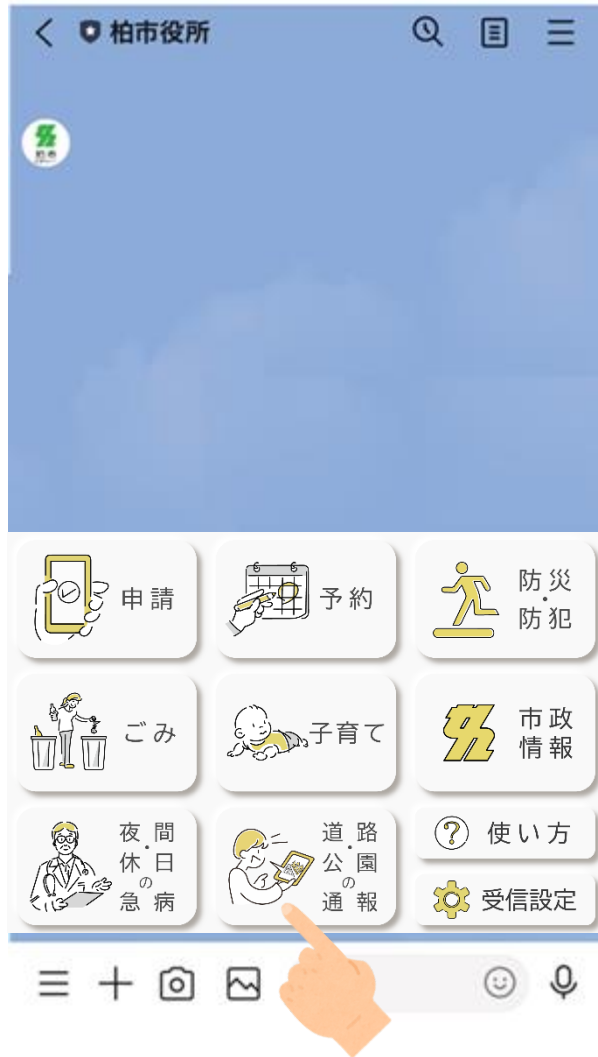 柏市役所
柏市
申請
予約
防災
・
防犯
ごみ
子育て
市政
情報
夜間
・
休日
の
急病
道路
・
公園
の
通報
使い方
受信設定